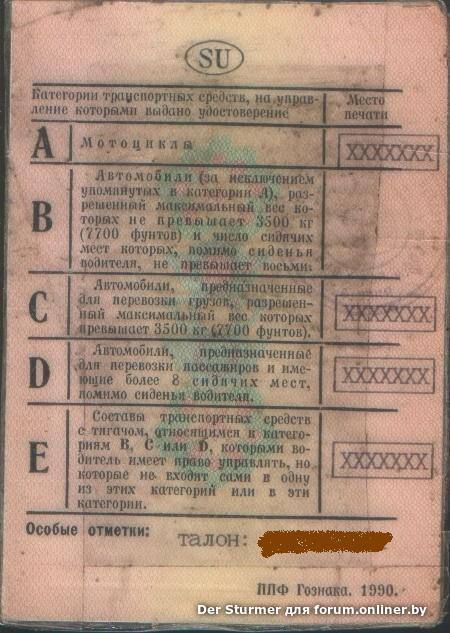 SU
Категории транспортных средств, на управ-
ление которыми выдано удостоверение
Место
печати
A
Мотоциклы
XXXXXXX
B
Автомобили (за исключением
упомянутых в категории А), раз-
решенный максимальный вес ко-
торых не превышает 3500 кг
(7700 фунтов) и число сидячих
мест которых, помимо сиденья
водителя, не превышает восьми.
C
Автомобили, предназначенные
для перевозки грузов, разрешен-
ный максимальный вес которых
превышает 3500 кг (7700 фунтов).
XXXXXXX
D
Автомобили, предназначенные
для перевозки пассажиров и име-
ющие более 8 сидячих мест,
помимо сиденья водителя.
XXXXXXX
E
Составы транспортных средств
с тягачом, относящимся к катего-
риям B, C или D, которыми во-
дитель имеет право управлять, но
которые не входят сами в одну
из этих категорий или в эти
категории.
XXXXXXX
Особые отметки:
талон:
ППФ Гознака. 1990.
Der Sturmer для forum.onliner.by